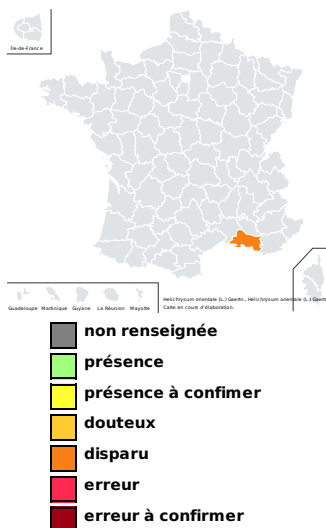 Île-de-France
Guadeloupe Martinique Guyane La Réunion Mayotte
Helichrysum orientale (L.) Gaertn., Helichrysum orientale (L.) Gaertn
Carte en cours d'élaboration.
non renseignée
présence
présence à confimer
douteux
disparu
erreur
erreur à confirmer